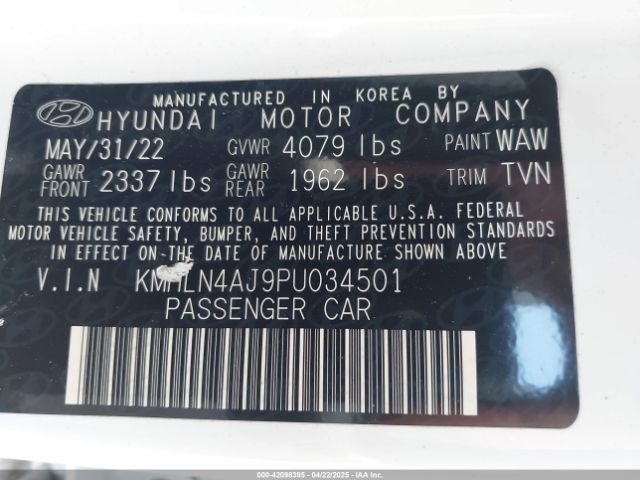 MANUFACTURED IN KOREA BY
HYUNDAI MOTOR COMPANY
MAY/31/22 GVWR 4079 lbs PAINT WAW
GAWR FRONT 2337 lbs GAWR REAR 1962 lbs TRIM TVN
THIS VEHICLE CONFORMS TO ALL APPLICABLE U.S.A. FEDERAL
MOTOR VEHICLE SAFETY, BUMPER, AND THEFT PREVENTION STANDARDS
IN EFFECT ON THE DATE OF MANUFACTURE SHOWN ABOVE
V.I.N KMHLN4AJ9PU034501
PASSENGER CAR
000-42098395 - 04/22/2025 - IAAI.COM